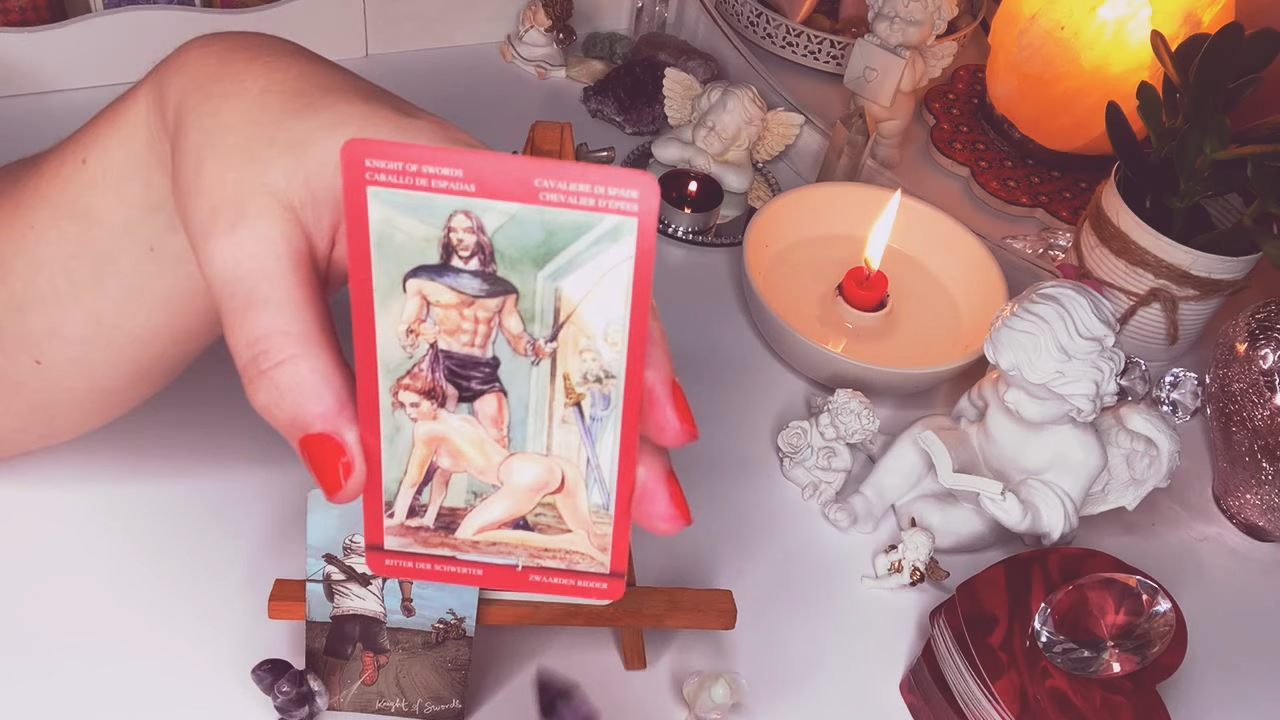 KNIGHT OF SWORDS
CABALLO DE ESPADAS
CAVALIERE DI SPADE
CHEVALIER D'ÉPÉES
RITTER DER SCHWERTER
ZWAARDEN RIDDER
Knight of Swords